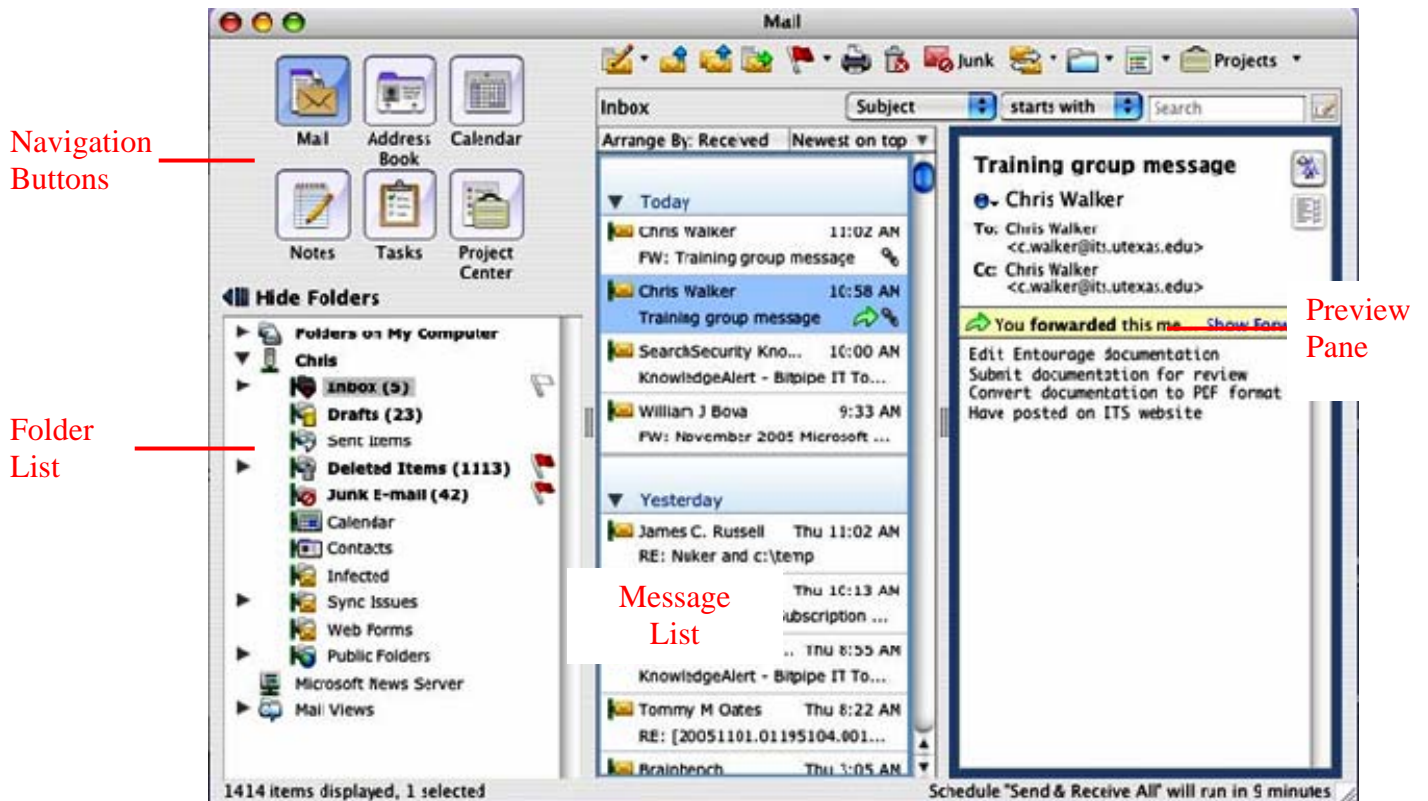 Mail
Navigation
Buttons
Mail
Address
Book
Calendar
Notes
Tasks
Project
Center
Hide Folders
Folder
List
Folders on My Computer
Chris
Inbox (5)
Drafts (23)
Sent Items
Deleted Items (1113)
Junk E-mail (42)
Calendar
Contacts
Infected
Sync Issues
Web Forms
Public Folders
Microsoft News Server
Mail Views
1414 items displayed, 1 selected
Junk
Projects
Inbox
Subject
starts with
Search
Arrange By: Received
Newest on top
Today
Chris Walker 11:02 AM
FW: Training group message
Chris Walker 10:58 AM
Training group message
SearchSecurity Kno... 10:00 AM
KnowledgeAlert - Bitpipe IT To...
William J Bova 9:33 AM
FW: November 2005 Microsoft ...
Yesterday
James C. Russell Thu 11:02 AM
RE: Nuker and c:\temp
Thu 10:13 AM
Subscription ...
Message
List
... Thu 8:55 AM
KnowledgeAlert - Bitpipe IT To...
Tommy M Oates Thu 8:22 AM
RE: [20051101.01195104.001...
Brainbench Thu 3:05 AM
Training group message
Chris Walker
To: Chris Walker
<c.walker@its.utexas.edu>
Cc: Chris Walker
<c.walker@its.utexas.edu>
You forwarded this me... Show Forw
Edit Entourage documentation
Submit documentation for review
Convert documentation to PDF format
Have posted on ITS website
Preview
Pane
Schedule "Send & Receive All" will run in 9 minutes